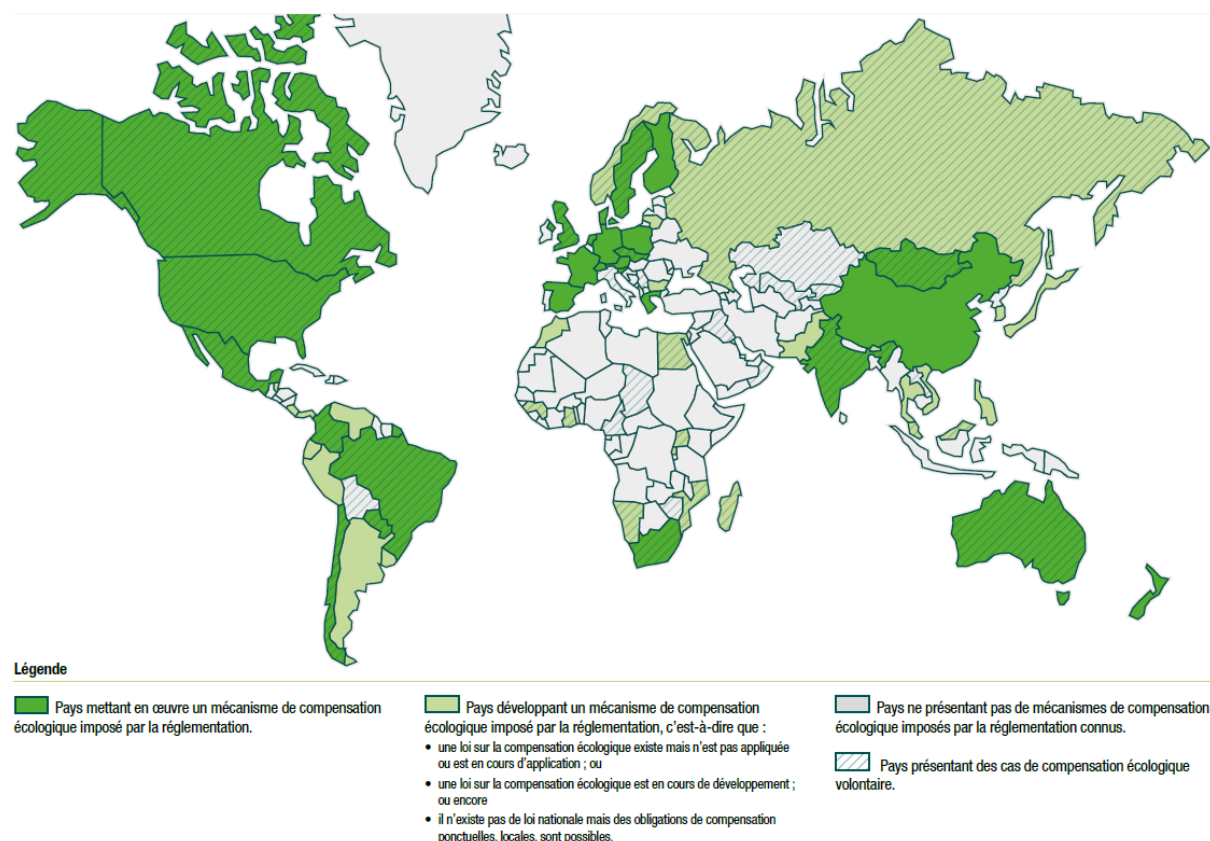 Légende
Pays mettant en œuvre un mécanisme de compensation
écologique imposé par la réglementation.
Pays développant un mécanisme de compensation
écologique imposé par la réglementation, c'est-à-dire que :
• une loi sur la compensation écologique existe mais n'est pas appliquée
ou est en cours d'application ; ou
• une loi sur la compensation écologique est en cours de développement ;
ou encore
• il n'existe pas de loi nationale mais des obligations de compensation
ponctuelles, locales, sont possibles.
Pays ne présentant pas de mécanismes de compensation
écologique imposés par la réglementation connus.
Pays présentant des cas de compensation écologique
volontaire.